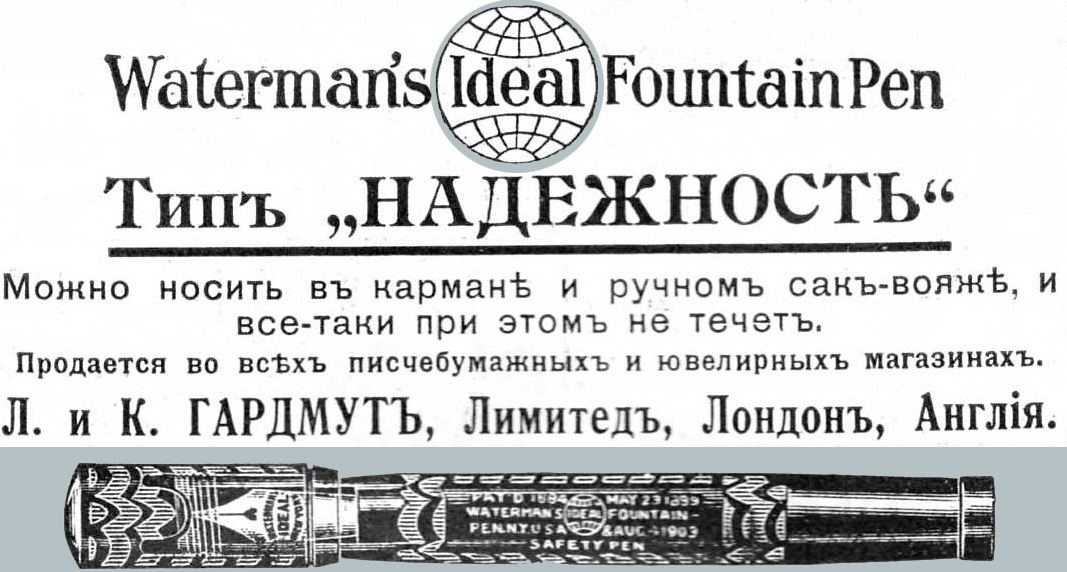 Waterman's Ideal Fountain Pen
Типъ „НАДЕЖНОСТЬ“
Можно носить въ карманѣ и ручномъ сакъ-вояжѣ, и
все-таки при этомъ не течетъ.
Продается во всѣхъ писчебумажныхъ и ювелирныхъ магазинахъ.
Л. и К. ГАРДМУТЪ, Лимитедъ, Лондонъ, Англія.
IDEAL
PAT'D 1884 MAY 23 1899
WATERMAN'S IDEAL FOUNTAIN-
PEN N.Y. U S A & AUG 4 1903
SAFETY PEN